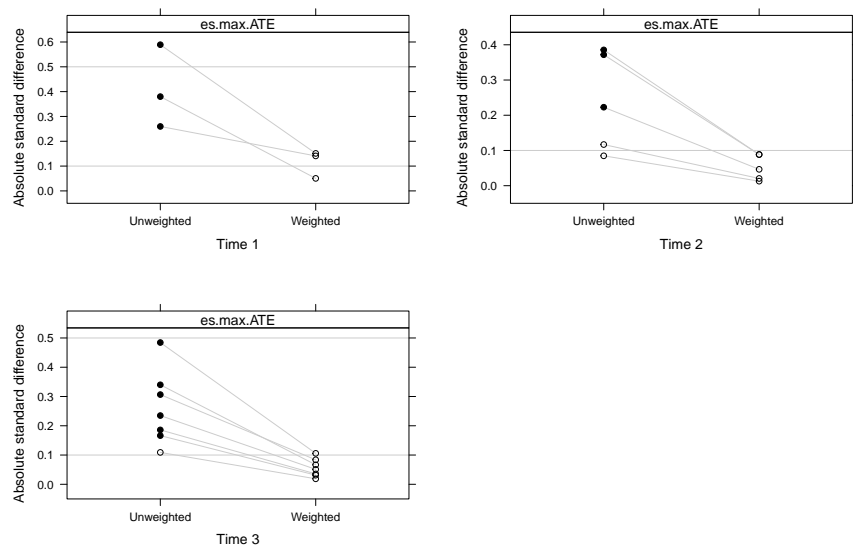 es.max.ATE
Absolute standard difference
0.6
0.5
0.4
0.3
0.2
0.1
0.0
Unweighted Weighted
Time 1
es.max.ATE
Absolute standard difference
0.4
0.3
0.2
0.1
0.0
Unweighted Weighted
Time 2
es.max.ATE
Absolute standard difference
0.5
0.4
0.3
0.2
0.1
0.0
Unweighted Weighted
Time 3